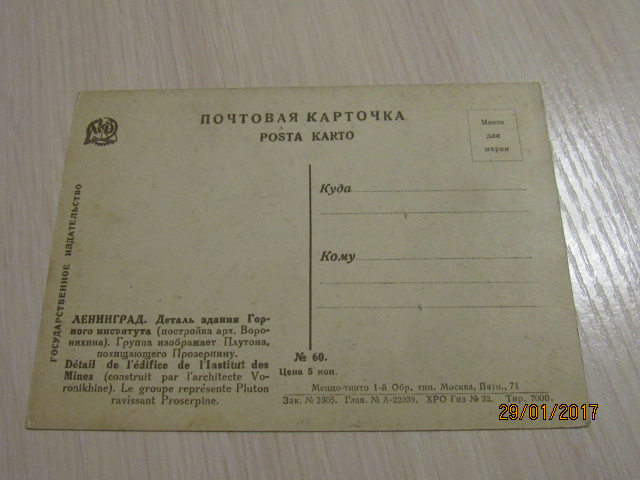 ПОЧТОВАЯ КАРТОЧКА
POŜTA KARTO
Место
для
марки
ГОСУДАРСТВЕННОЕ ИЗДАТЕЛЬСТВО
Куда
Кому
ЛЕНИНГРАД. Деталь здания Гор-
ного института (постройка арх. Воро-
нихина). Группа изображает Плутона,
похищающего Прозерпину.
Détail de l'édifice de l'Institut des
Mines (construit par l'architecte Vo-
ronikhine). Le groupe représente Pluton
ravissant Proserpine.
№ 60.
Цена 5 коп.
Меццо-тинто 1-й Обр. тип. Москва, Пятн., 71
Зак. № 2305. Глав. № А-22939. ХРО Гиз № 32. Тир. 7000.
29/01/2017